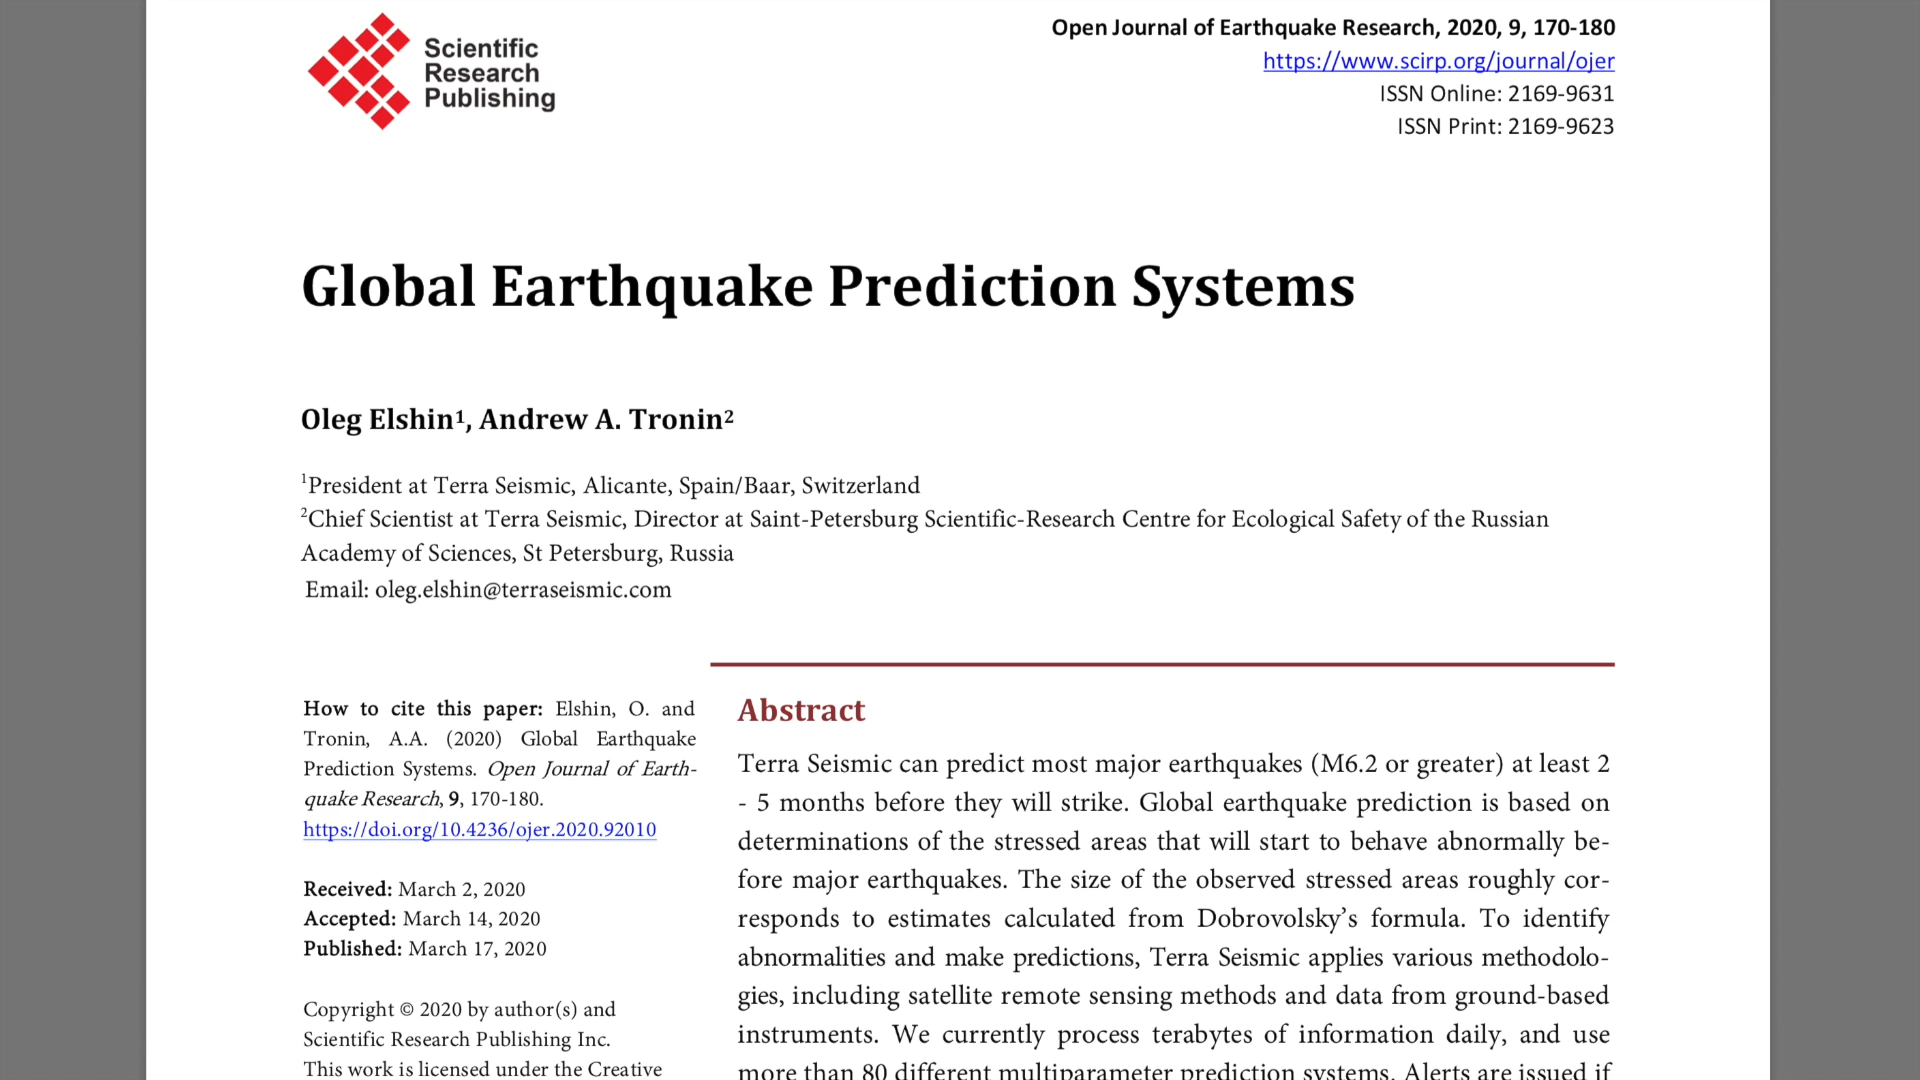 Scientific
Research
Publishing
Open Journal of Earthquake Research, 2020, 9, 170-180
https://www.scirp.org/journal/ojer
ISSN Online: 2169-9631
ISSN Print: 2169-9623
Global Earthquake Prediction Systems
Oleg Elshin1, Andrew A. Tronin2
1President at Terra Seismic, Alicante, Spain/Baar, Switzerland
2Chief Scientist at Terra Seismic, Director at Saint-Petersburg Scientific-Research Centre for Ecological Safety of the Russian
Academy of Sciences, St Petersburg, Russia
Email: oleg.elshin@terraseismic.com
How to cite this paper: Elshin, O. and
Tronin, A.A. (2020) Global Earthquake
Prediction Systems. Open Journal of Earth-
quake Research, 9, 170-180.
https://doi.org/10.4236/ojer.2020.92010
Received: March 2, 2020
Accepted: March 14, 2020
Published: March 17, 2020
Copyright © 2020 by author(s) and
Scientific Research Publishing Inc.
This work is licensed under the Creative
Abstract
Terra Seismic can predict most major earthquakes (M6.2 or greater) at least 2
- 5 months before they will strike. Global earthquake prediction is based on
determinations of the stressed areas that will start to behave abnormally be-
fore major earthquakes. The size of the observed stressed areas roughly cor-
responds to estimates calculated from Dobrovolsky’s formula. To identify
abnormalities and make predictions, Terra Seismic applies various methodolo-
gies, including satellite remote sensing methods and data from ground-based
instruments. We currently process terabytes of information daily, and use
more than 80 different multiparameter prediction systems. Alerts are issued if